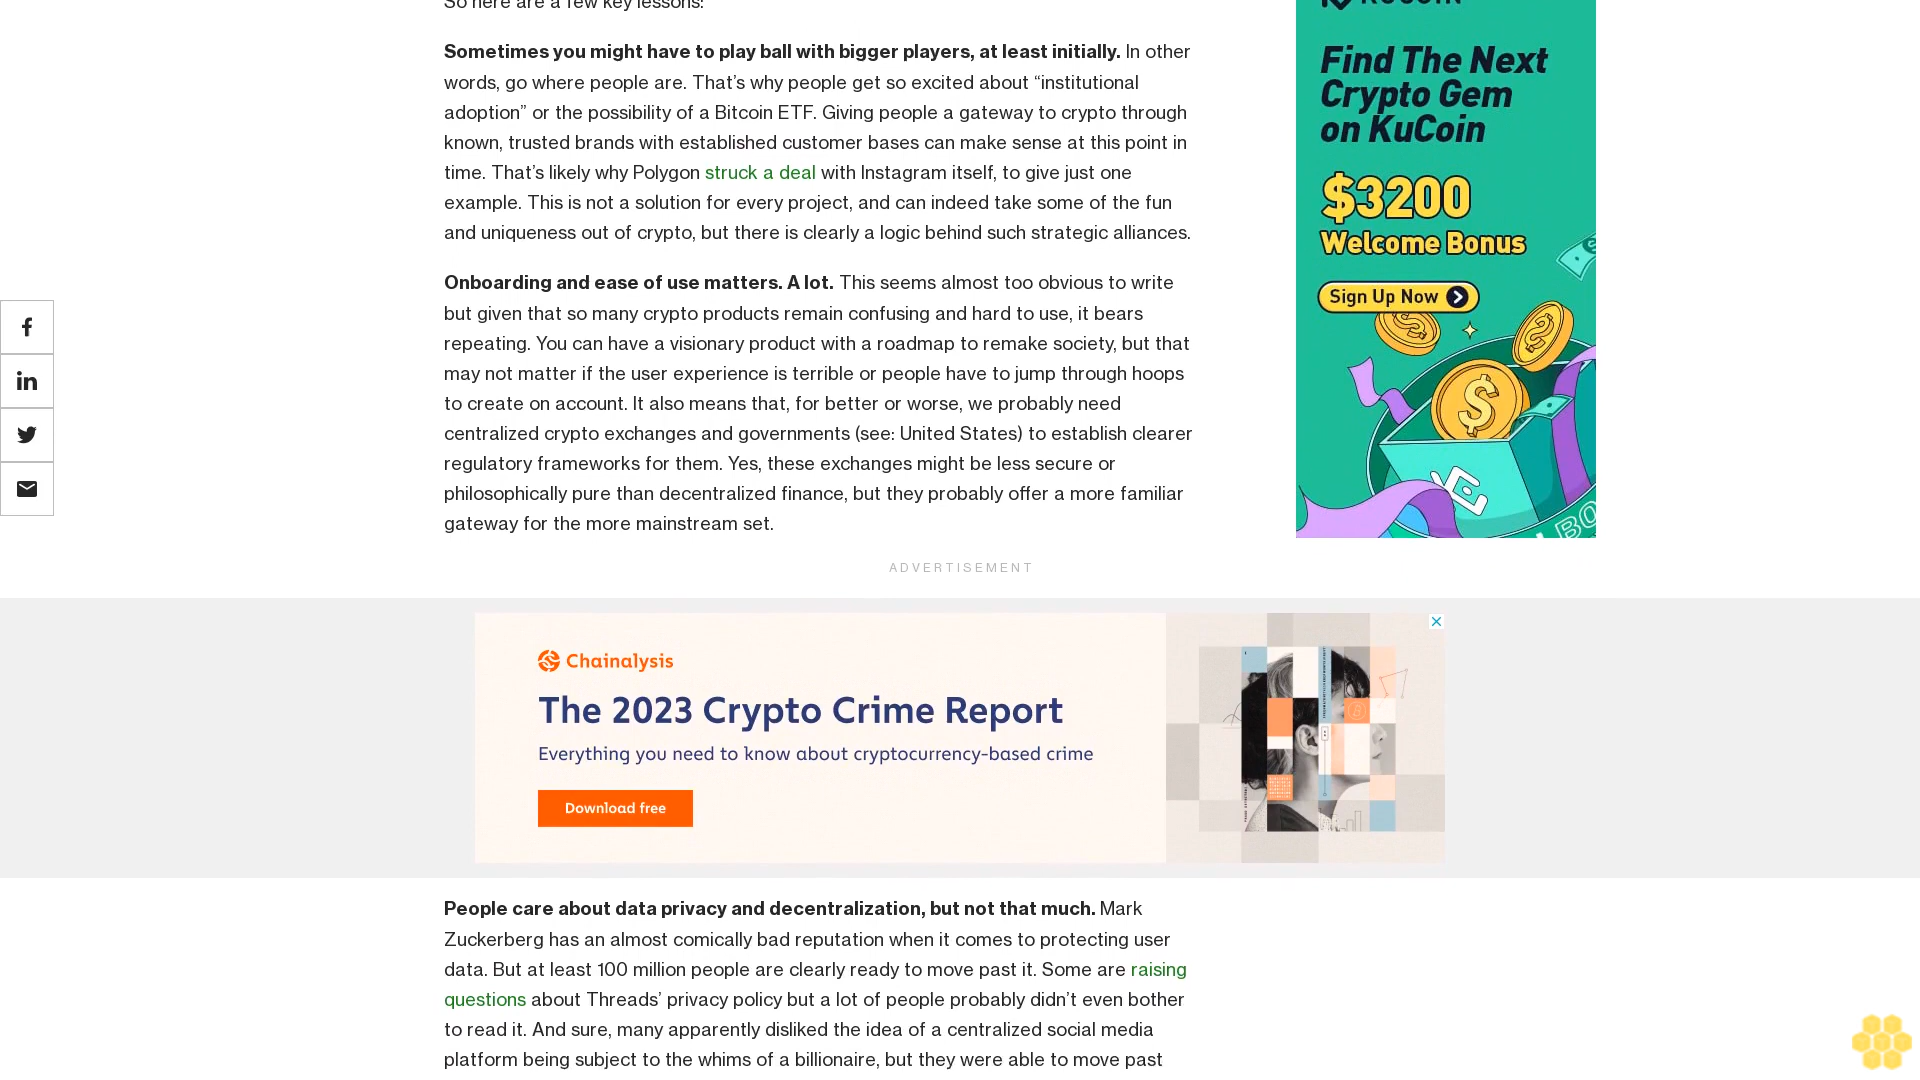 So here are a few key lessons:
Sometimes you might have to play ball with bigger players, at least initially. In other
words, go where people are. That’s why people get so excited about “institutional
adoption” or the possibility of a Bitcoin ETF. Giving people a gateway to crypto through
known, trusted brands with established customer bases can make sense at this point in
time. That’s likely why Polygon struck a deal with Instagram itself, to give just one
example. This is not a solution for every project, and can indeed take some of the fun
and uniqueness out of crypto, but there is clearly a logic behind such strategic alliances.
Onboarding and ease of use matters. A lot. This seems almost too obvious to write
but given that so many crypto products remain confusing and hard to use, it bears
repeating. You can have a visionary product with a roadmap to remake society, but that
may not matter if the user experience is terrible or people have to jump through hoops
to create on account. It also means that, for better or worse, we probably need
centralized crypto exchanges and governments (see: United States) to establish clearer
regulatory frameworks for them. Yes, these exchanges might be less secure or
philosophically pure than decentralized finance, but they probably offer a more familiar
gateway for the more mainstream set.
KUCOIN
Find The Next
Crypto Gem
on KuCoin
$3200
Welcome Bonus
Sign Up Now
ADVERTISEMENT
Chainalysis
The 2023 Crypto Crime Report
Everything you need to know about cryptocurrency-based crime
Download free
People care about data privacy and decentralization, but not that much. Mark
Zuckerberg has an almost comically bad reputation when it comes to protecting user
data. But at least 100 million people are clearly ready to move past it. Some are raising
questions about Threads’ privacy policy but a lot of people probably didn’t even bother
to read it. And sure, many apparently disliked the idea of a centralized social media
platform being subject to the whims of a billionaire, but they were able to move past